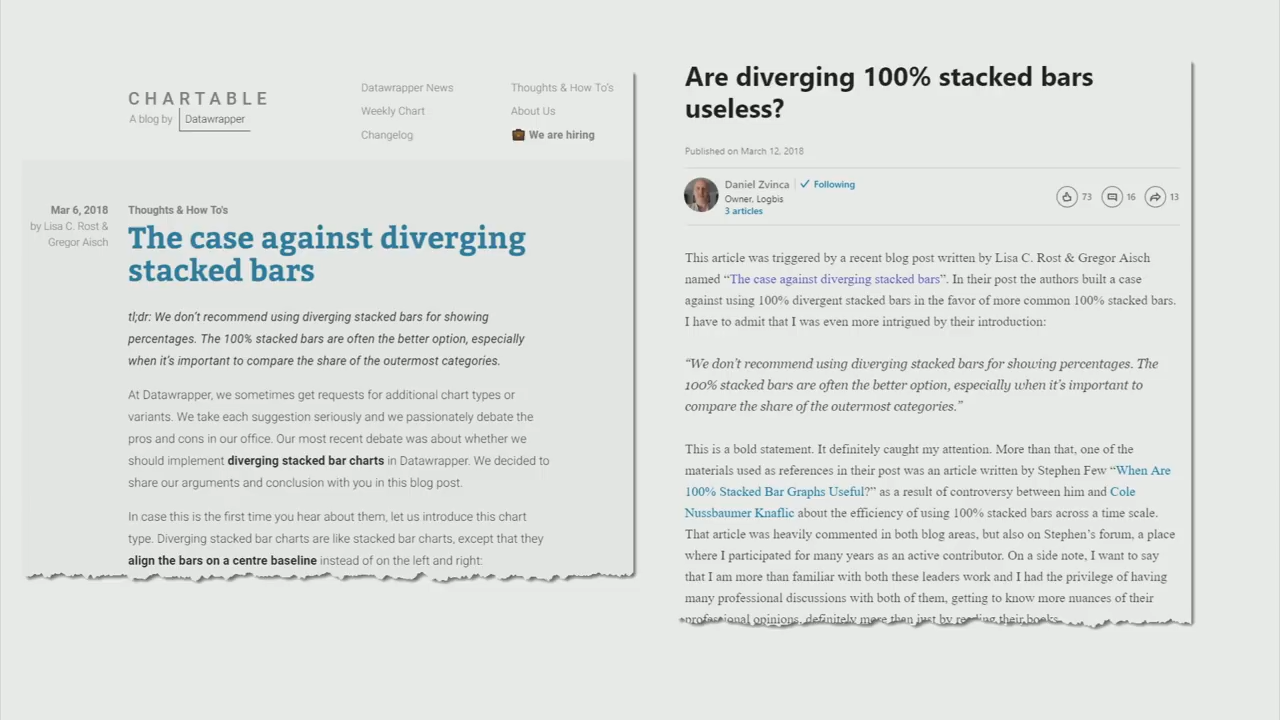 CHARTABLE
A blog by Datawrapper
Datawrapper News
Weekly Chart
Changelog
Thoughts & How To's
About Us
We are hiring
Mar 6, 2018
by Lisa C. Rost &
Gregor Aisch
Thoughts & How To's
The case against diverging
stacked bars
tl;dr: We don't recommend using diverging stacked bars for showing
percentages. The 100% stacked bars are often the better option, especially
when it's important to compare the share of the outermost categories.
At Datawrapper, we sometimes get requests for additional chart types or
variants. We take each suggestion seriously and we passionately debate the
pros and cons in our office. Our most recent debate was about whether we
should implement diverging stacked bar charts in Datawrapper. We decided to
share our arguments and conclusion with you in this blog post.
In case this is the first time you hear about them, let us introduce this chart
type. Diverging stacked bar charts are like stacked bar charts, except that they
align the bars on a centre baseline instead of on the left and right:
Are diverging 100% stacked bars
useless?
Published on March 12, 2018
Daniel Zvinca
Following
Owner, Logbis
3 articles
73
16
13
This article was triggered by a recent blog post written by Lisa C. Rost & Gregor Aisch
named “The case against diverging stacked bars”. In their post the authors built a case
against using 100% divergent stacked bars in the favor of more common 100% stacked bars.
I have to admit that I was even more intrigued by their introduction:
“We don't recommend using diverging stacked bars for showing percentages. The
100% stacked bars are often the better option, especially when it's important to
compare the share of the outermost categories.”
This is a bold statement. It definitely caught my attention. More than that, one of the
materials used as references in their post was an article written by Stephen Few “When Are
100% Stacked Bar Graphs Useful?” as a result of controversy between him and Cole
Nussbaumer Knaflic about the efficiency of using 100% stacked bars across a time scale.
That article was heavily commented in both blog areas, but also on Stephen's forum, a place
where I participated for many years as an active contributor. On a side note, I want to say
that I am more than familiar with both these leaders work and I had the privilege of having
many professional discussions with both of them, getting to know more nuances of their
professional opinions, definitely more than just by reading their books.